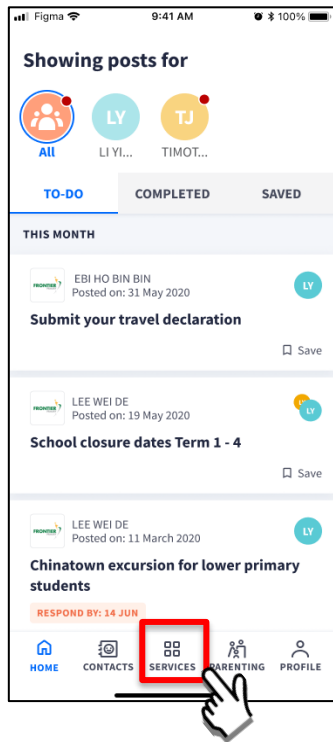 Figma 9:41 AM 100%
Showing posts for
LY TJ
All LI YI... TIMOT...
TO-DO COMPLETED SAVED
THIS MONTH
FRONTIER EBI HO BIN BIN LY
Posted on: 31 May 2020
Submit your travel declaration
Save
FRONTIER LEE WEI DE LY
Posted on: 19 May 2020
School closure dates Term 1 - 4
Save
FRONTIER LEE WEI DE LY
Posted on: 11 March 2020
Chinatown excursion for lower primary
students
RESPOND BY: 14 JUN
HOME CONTACTS SERVICES PARENTING PROFILE